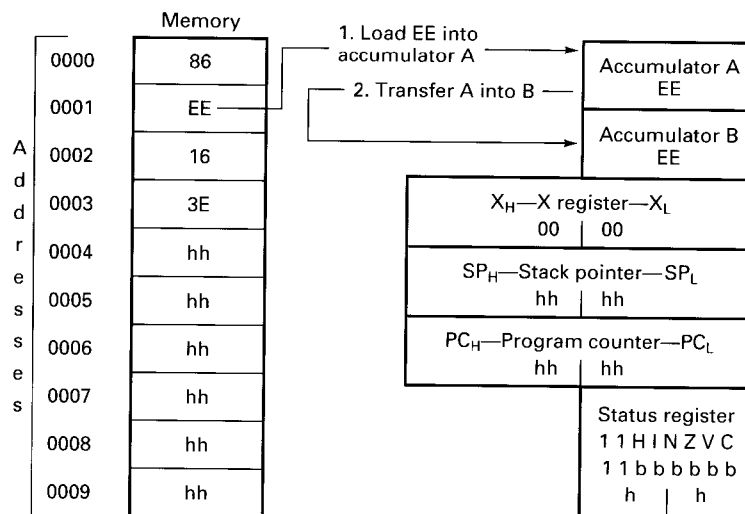 Memory
0000 86
0001 EE
0002 16
0003 3E
0004 hh
0005 hh
0006 hh
0007 hh
0008 hh
0009 hh
Addresses
1. Load EE into
accumulator A
2. Transfer A into B
Accumulator A
EE
Accumulator B
EE
XH—X register—XL
00 00
SPH—Stack pointer—SPL
hh hh
PCH—Program counter—PCL
hh hh
Status register
1 1 H I N Z V C
1 1 b b b b b b
h h